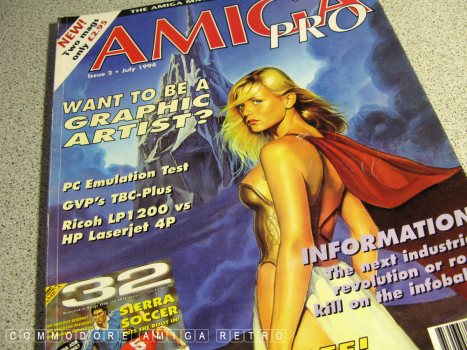 THE AMIGA MA
NEW!
Two mags
only £2.95
AMIGA
PRO
Issue 2 • July 1994
WANT TO BE A
GRAPHIC
ARTIST?
PC Emulation Test
GVP's TBC-Plus
Ricoh LP1200 vs
HP Laserjet 4P
INFORMATION
The next industri
revolution or ro
kill on the infobah
32
SIERRA
SOCCER
COMMODORE AMIGA RETRO